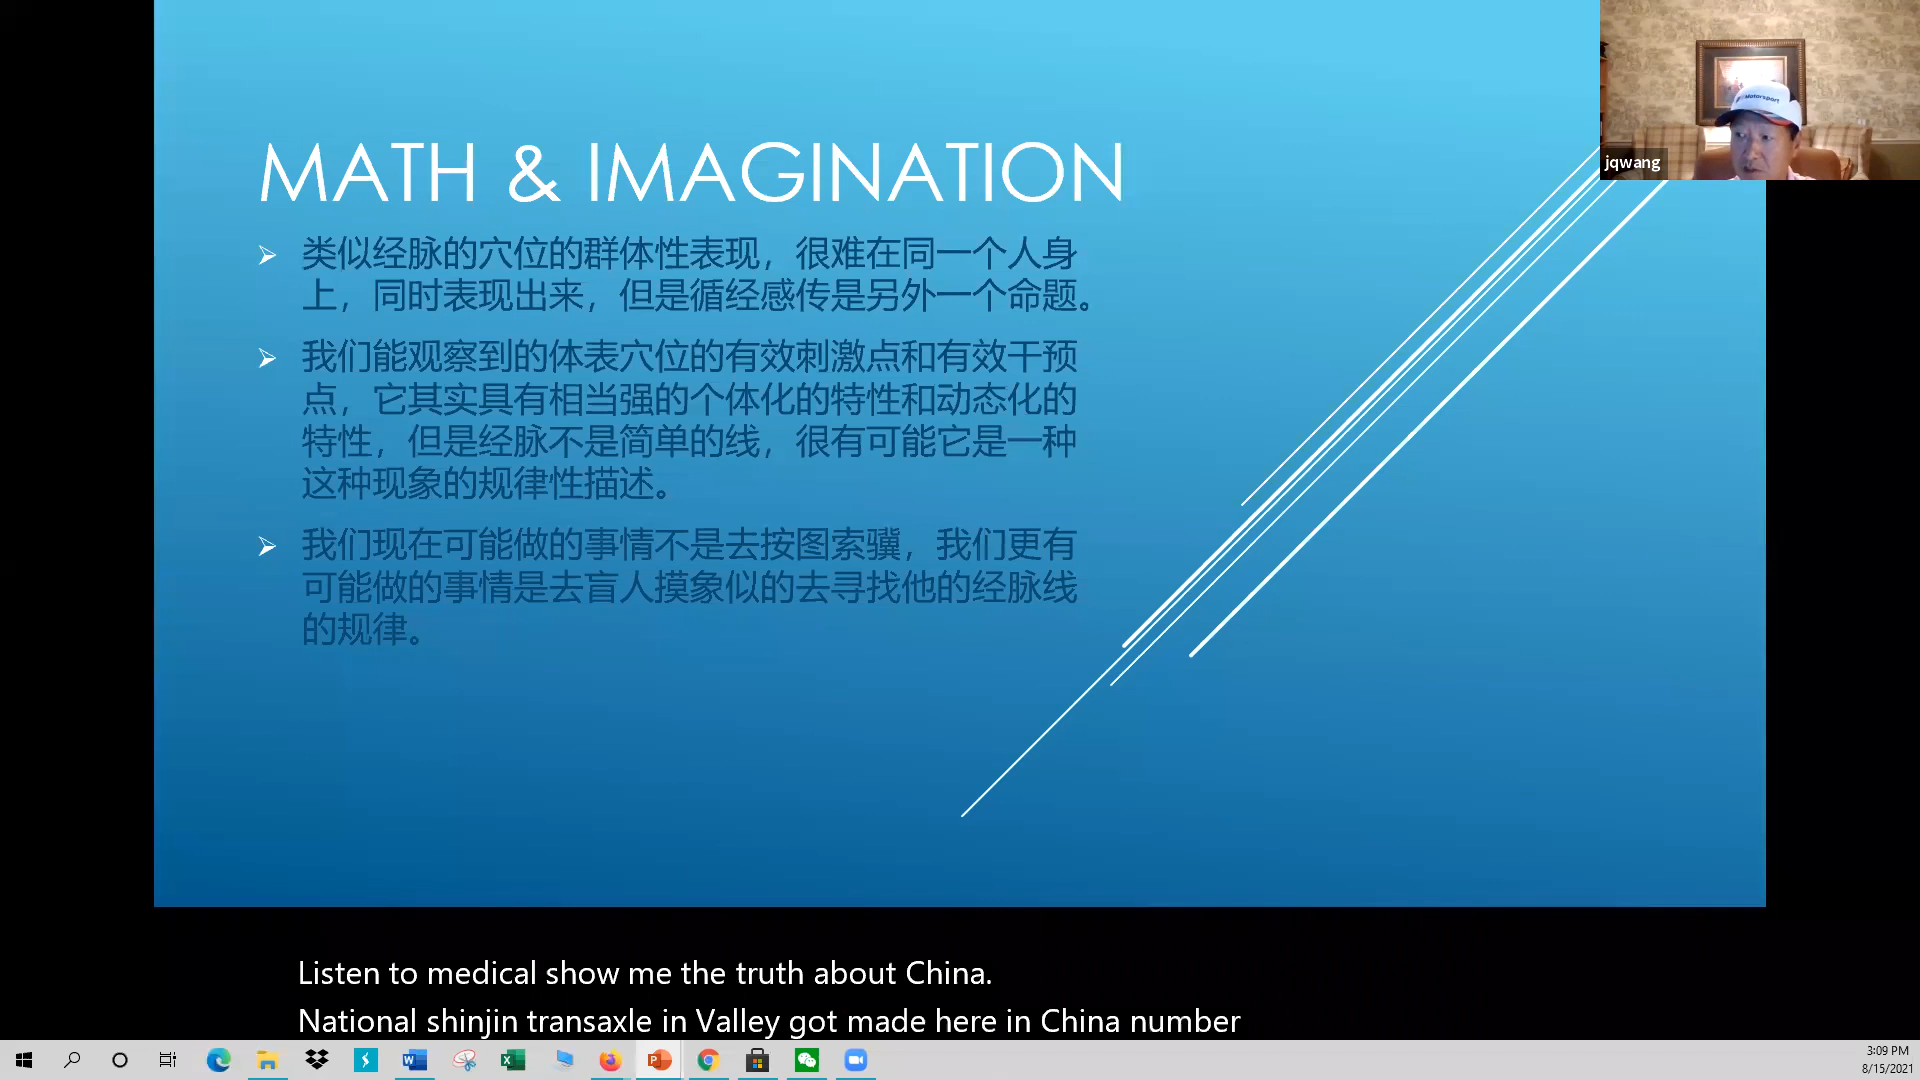 MATH & IMAGINATION
类似经脉的穴位的群体性表现，很难在同一个人身
上，同时表现出来，但是循经感传是另外一个命题。
我们能观察到的体表穴位的有效刺激点和有效干预
点，它其实具有相当强的个体化的特性和动态化的
特性，但是经脉不是简单的线，很有可能它是一种
这种现象的规律性描述。
我们现在可能做的事情不是去按图索骥，我们更有
可能做的事情是去盲人摸象似的去寻找他的经脉线
的规律。
Motorsport
jqwang
Listen to medical show me the truth about China.
National shinjin transaxle in Valley got made here in China number
3:09 PM
8/15/2021